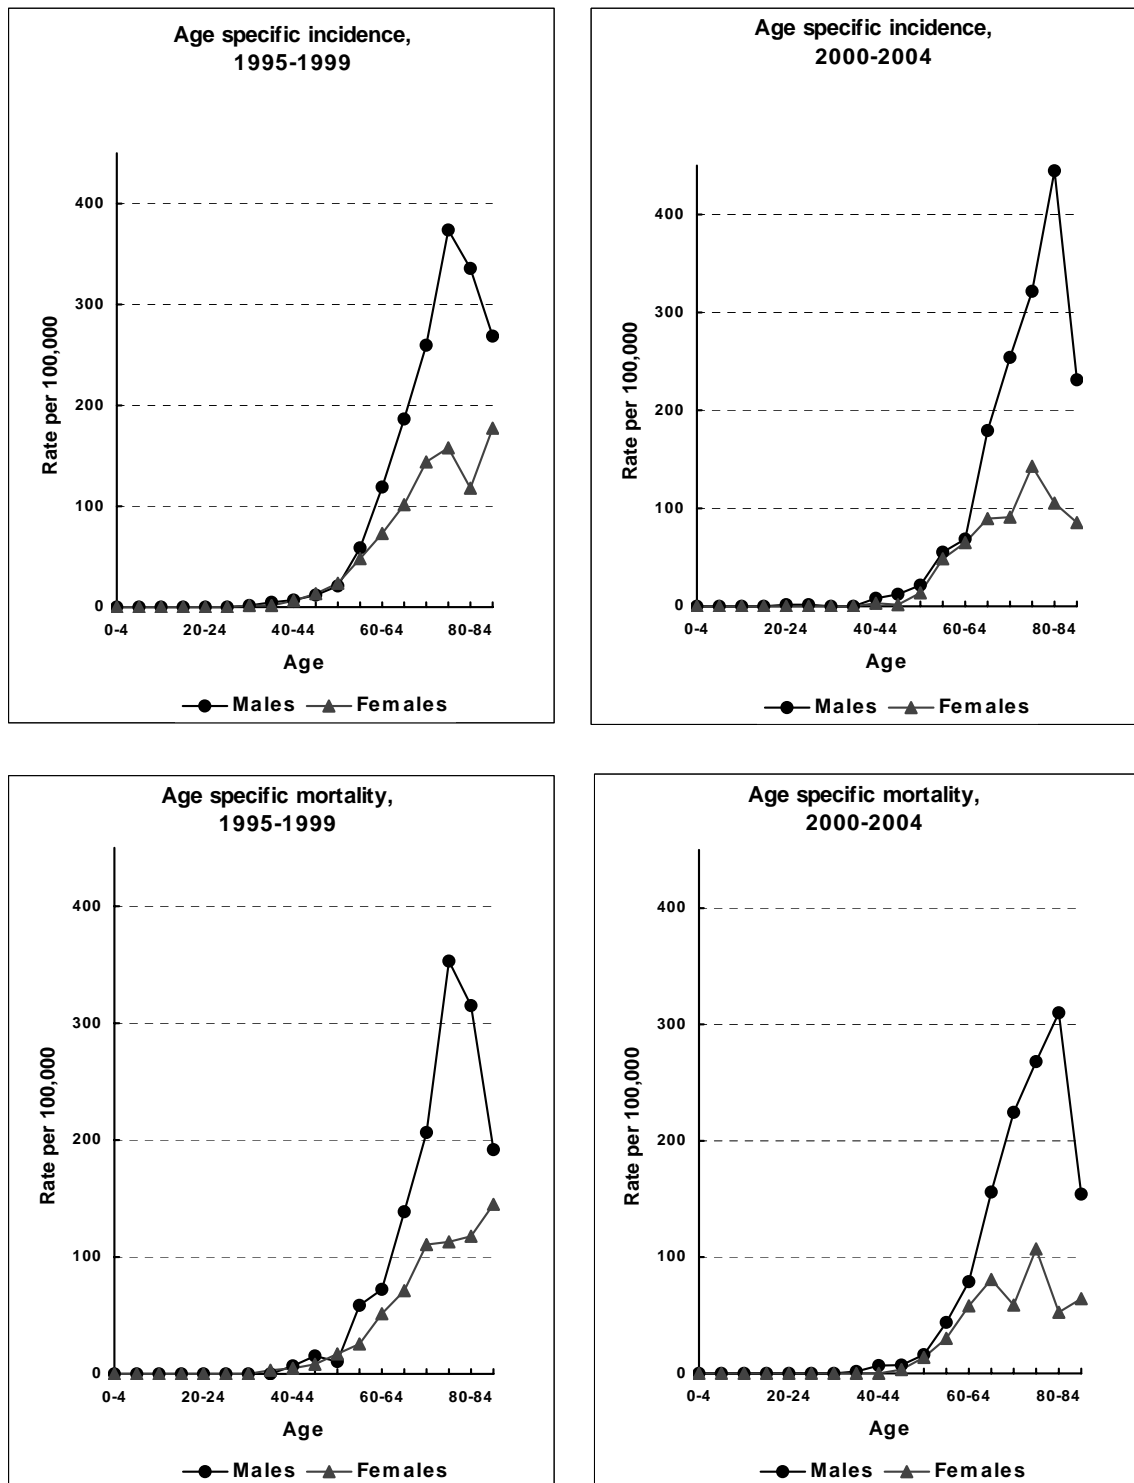 Age specific incidence,
1995-1999
400
300
200
100
0
Rate per 100,000
0-4 20-24 40-44 60-64 80-84
Age
Males Females
Age specific incidence,
2000-2004
400
300
200
100
0
Rate per 100,000
0-4 20-24 40-44 60-64 80-84
Age
Males Females
Age specific mortality,
1995-1999
400
300
200
100
0
Rate per 100,000
0-4 20-24 40-44 60-64 80-84
Age
Males Females
Age specific mortality,
2000-2004
400
300
200
100
0
Rate per 100,000
0-4 20-24 40-44 60-64 80-84
Age
Males Females